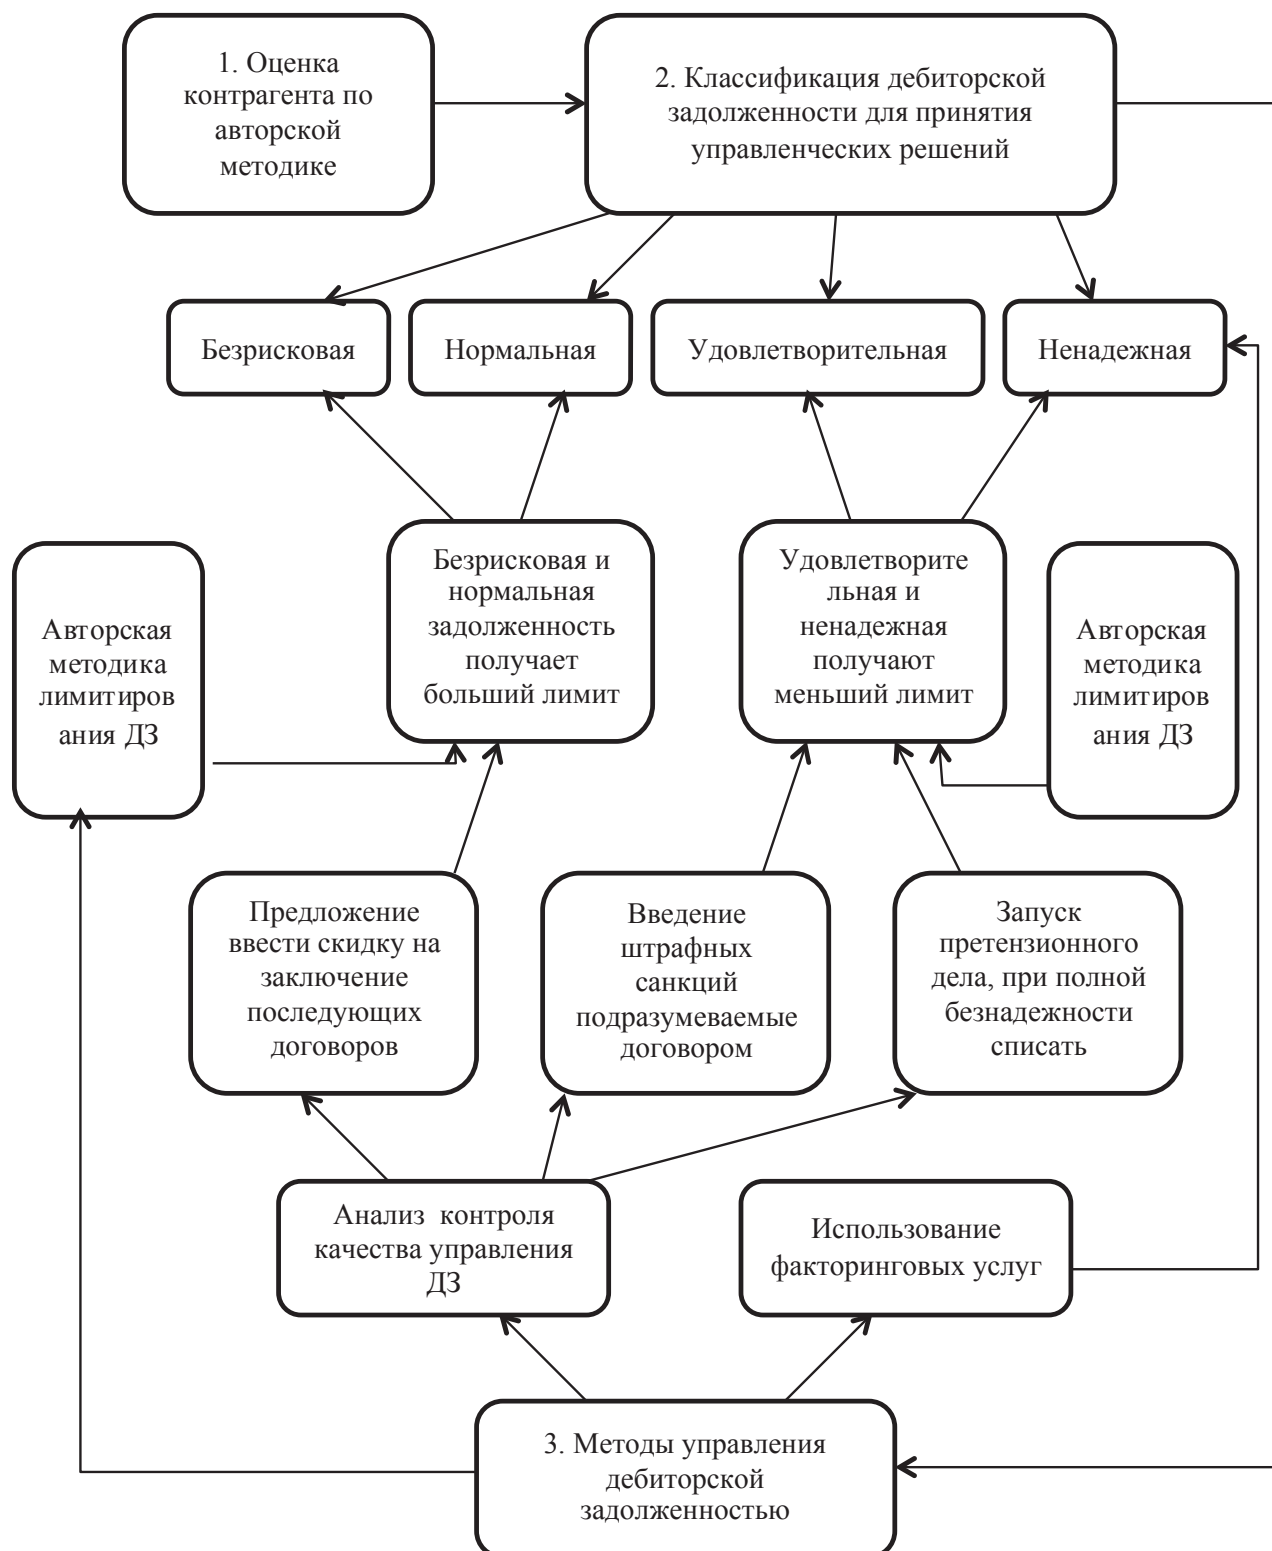 1. Оценка
контрагента по
авторской
методике
2. Классификация дебиторской
задолженности для принятия
управленческих решений
Безрисковая
Нормальная
Удовлетворительная
Ненадежная
Авторская
методика
лимитиров
ания ДЗ
Безрисковая и
нормальная
задолженность
получает
больший лимит
Удовлетворите
льная и
ненадежная
получают
меньший лимит
Авторская
методика
лимитиров
ания ДЗ
Предложение
ввести скидку на
заключение
последующих
договоров
Введение
штрафных
санкций
подразумеваемые
договором
Запуск
претензионного
дела, при полной
безнадежности
списать
Анализ контроля
качества управления
ДЗ
Использование
факторинговых услуг
3. Методы управления
дебиторской
задолженностью